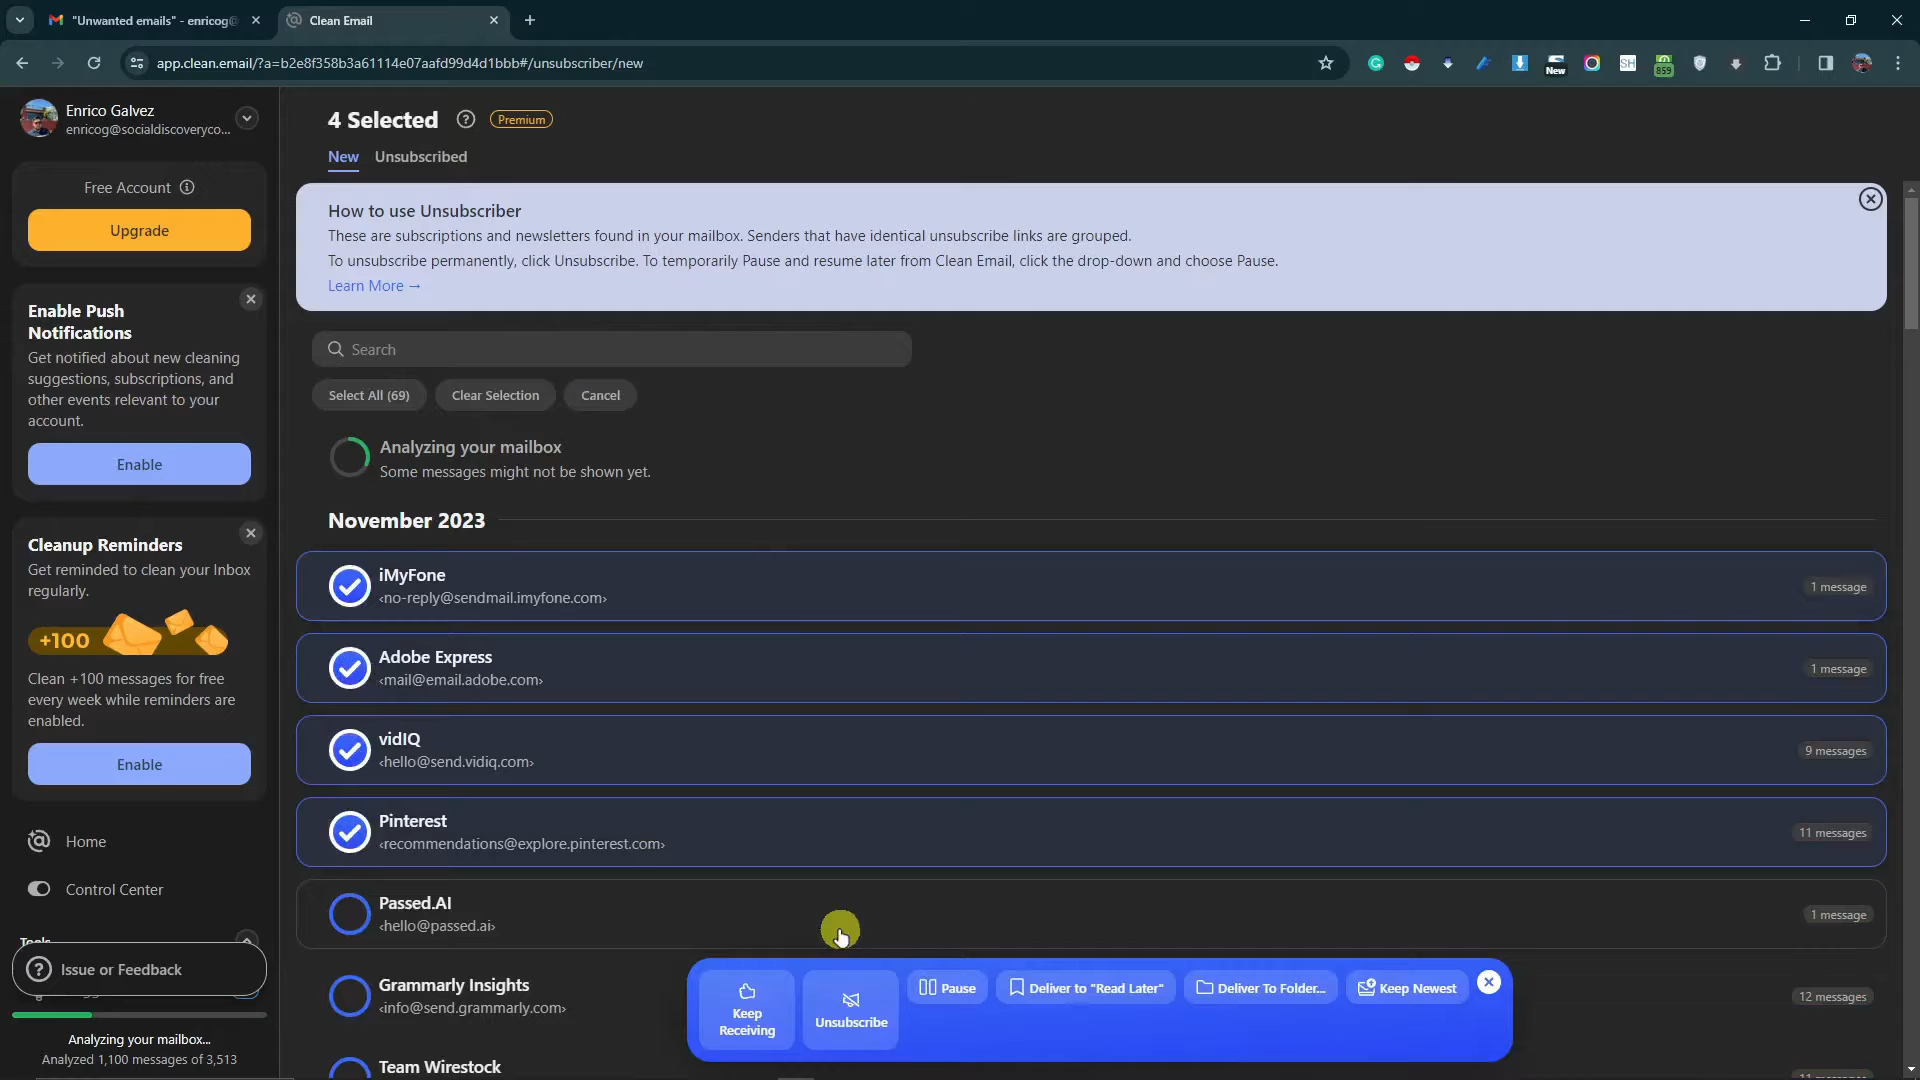 "Unwanted emails" - enricog@
Clean Email
app.clean.email/?a=b2e8f358b3a61114e07aafd99d4d1bbb#/unsubscriber/new
New
SH
859
Enrico Galvez
enricog@socialdiscoveryco...
Free Account
Upgrade
Enable Push
Notifications
Get notified about new cleaning
suggestions, subscriptions, and
other events relevant to your
account.
Enable
Cleanup Reminders
Get reminded to clean your Inbox
regularly.
+100
Clean +100 messages for free
every week while reminders are
enabled.
Enable
Home
Control Center
Tools
Issue or Feedback
Analyzing your mailbox...
Analyzed 1,100 messages of 3,513
4 Selected
Premium
New
Unsubscribed
How to use Unsubscriber
These are subscriptions and newsletters found in your mailbox. Senders that have identical unsubscribe links are grouped.
To unsubscribe permanently, click Unsubscribe. To temporarily Pause and resume later from Clean Email, click the drop-down and choose Pause.
Learn More →
Search
Select All (69)
Clear Selection
Cancel
Analyzing your mailbox
Some messages might not be shown yet.
November 2023
iMyFone
‹no-reply@sendmail.imyfone.com›
1 message
Adobe Express
‹mail@email.adobe.com›
1 message
vidIQ
‹hello@send.vidiq.com›
9 messages
Pinterest
‹recommendations@explore.pinterest.com›
11 messages
Passed.AI
‹hello@passed.ai›
1 message
Grammarly Insights
‹info@send.grammarly.com›
12 messages
Team Wirestock
Keep
Receiving
Unsubscribe
Pause
Deliver to "Read Later"
Deliver To Folder...
Keep Newest